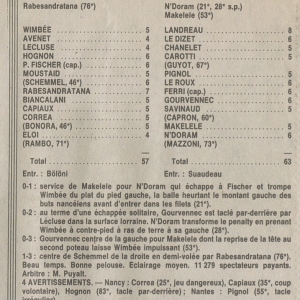 Rabesandratana (76°)
N'Doram (21°, 28° s.p.)
Makelele (53°)
WIMBÉE 5
LANDREAU 8
AVENET 4
LE DIZET 6
LECLUSE 4
CHANELET 5
HOGNON 6
CAROTTI 5
P. FISCHER (cap.) 6
(GUYOT, 67°)
MOUSTAID 5
PIGNOL 5
(SCHEMMEL, 46°) 6
LE ROUX 5
RABESANDRATANA 7
FERRI (cap.) 6
BIANCALANI 5
GOURVENNEC 6
CAPIAUX 5
SAVINAUD 5
CORREA 5
(CAPRON, 60°)
(BONORA, 46°) 5
MAKELELE 6
ELOI 4
N'DORAM 6
(RAMBO, 71°)
(MAZZONI, 73°)
Total 57
Total 63
Entr. : Bölöni
Entr. : Suaudeau
0-1 : service de Makelele pour N'Doram qui échappe à Fischer et trompe
Wimbée du plat du pied gauche, la balle heurtant le montant gauche des
buts nancéiens avant d'entrer dans les filets (21°).
0-2 : au terme d'une échappée solitaire, Gourvennec est taclé par-derrière par
Lécluse dans la surface lorraine. N'Doram transforme le penalty en prenant
Wimbée à contre-pied à ras de terre à sa droite (28°).
0-3 : Gourvennec centre de la gauche pour Makelele dont la reprise de la tête au
second poteau laisse Wimbée impuissant (53°).
1-3 : centre de Schemmel de la droite en demi-volée par Rabesandratana (76°).
Beau temps. Bonne pelouse. Eclairage moyen. 11 279 spectateurs payants.
Arbitre : M. Puyalt.
4 AVERTISSEMENTS. — Nancy : Correa (25°, jeu dangereux), Capiaux (35°, coup
volontaire), Hognon (83°, tacle par-derrière) ; Nantes : Pignol (55°, tacle